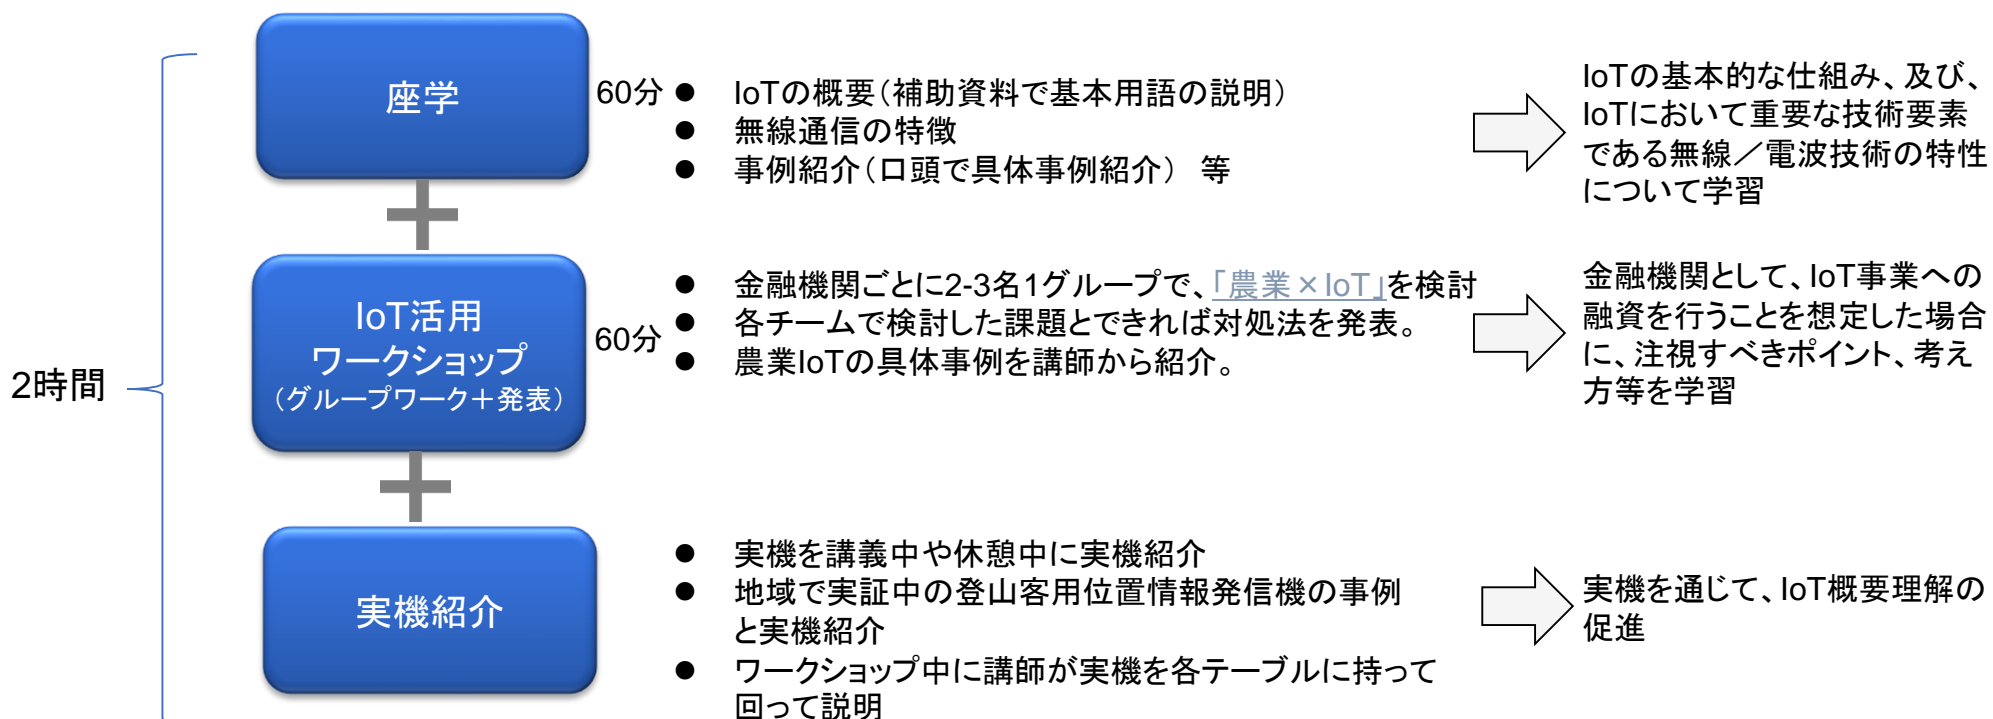 2時間
座学
60分
● IoTの概要(補助資料で基本用語の説明)
● 無線通信の特徴
● 事例紹介(口頭で具体事例紹介) 等
IoTの基本的な仕組み、及び、
IoTにおいて重要な技術要素
である無線/電波技術の特性
について学習
IoT活用
ワークショップ
(グループワーク+発表)
60分
● 金融機関ごとに2-3名1グループで、「農業×IoT」を検討
● 各チームで検討した課題とできれば対処法を発表。
● 農業IoTの具体事例を講師から紹介。
金融機関として、IoT事業への
融資を行うことを想定した場合
に、注視すべきポイント、考え
方等を学習
実機紹介
● 実機を講義中や休憩中に実機紹介
● 地域で実証中の登山客用位置情報発信機の事例
と実機紹介
● ワークショップ中に講師が実機を各テーブルに持って
回って説明
実機を通じて、IoT概要理解の
促進